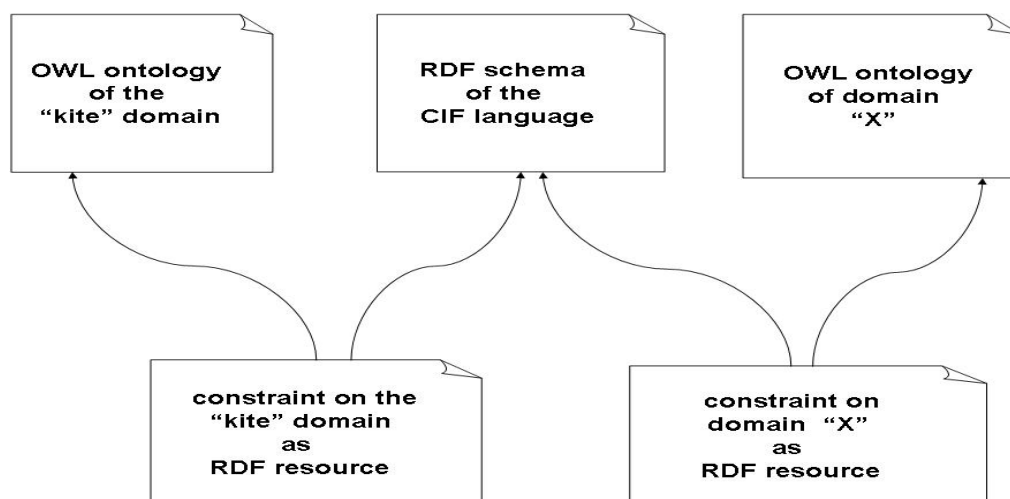 OWL ontology
of the
“kite” domain
RDF schema
of the
CIF language
OWL ontology
of domain
“X”
constraint on the
“kite” domain
as
RDF resource
constraint on
domain “X”
as
RDF resource